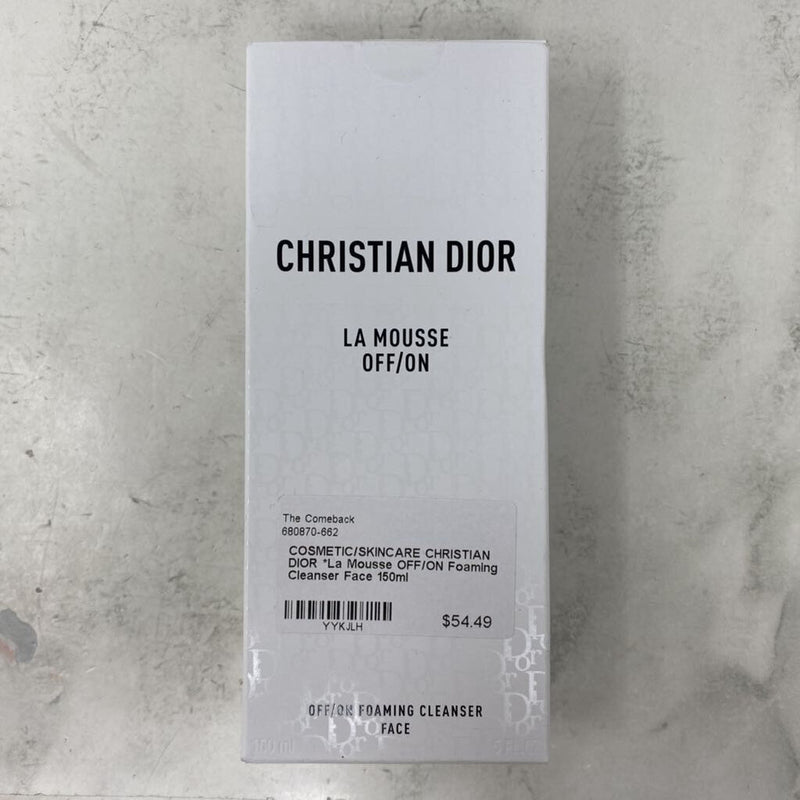 CHRISTIAN DIOR
LA MOUSSE
OFF/ON
The Comeback
680870-662
COSMETIC/SKINCARE CHRISTIAN
DIOR *La Mousse OFF/ON Foaming
Cleanser Face 150ml
YYKJLH
$54.49
Dior
OFF/ON FOAMING CLEANSER
FACE